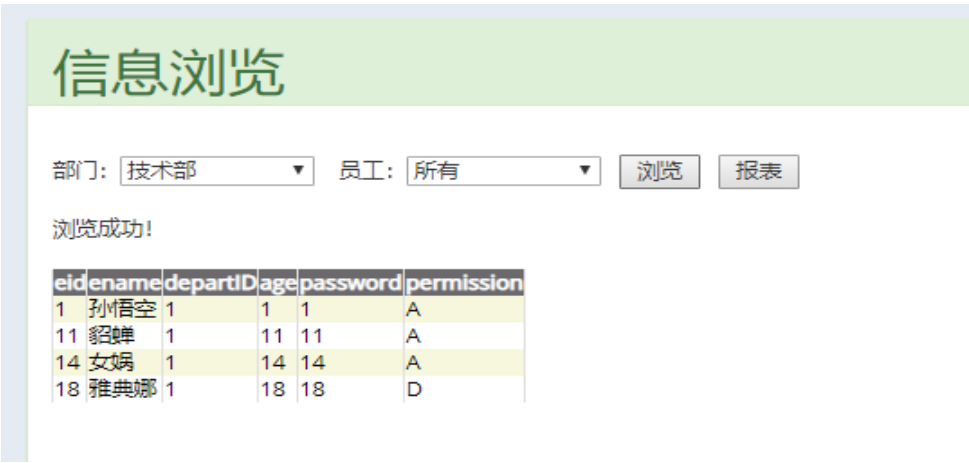 信息浏览
部门: 技术部 员工: 所有 浏览 报表
浏览成功!
eid ename departID age password permission
1 孙悟空 1 1 1 A
11 貂蝉 1 11 11 A
14 女娲 1 14 14 A
18 雅典娜 1 18 18 D